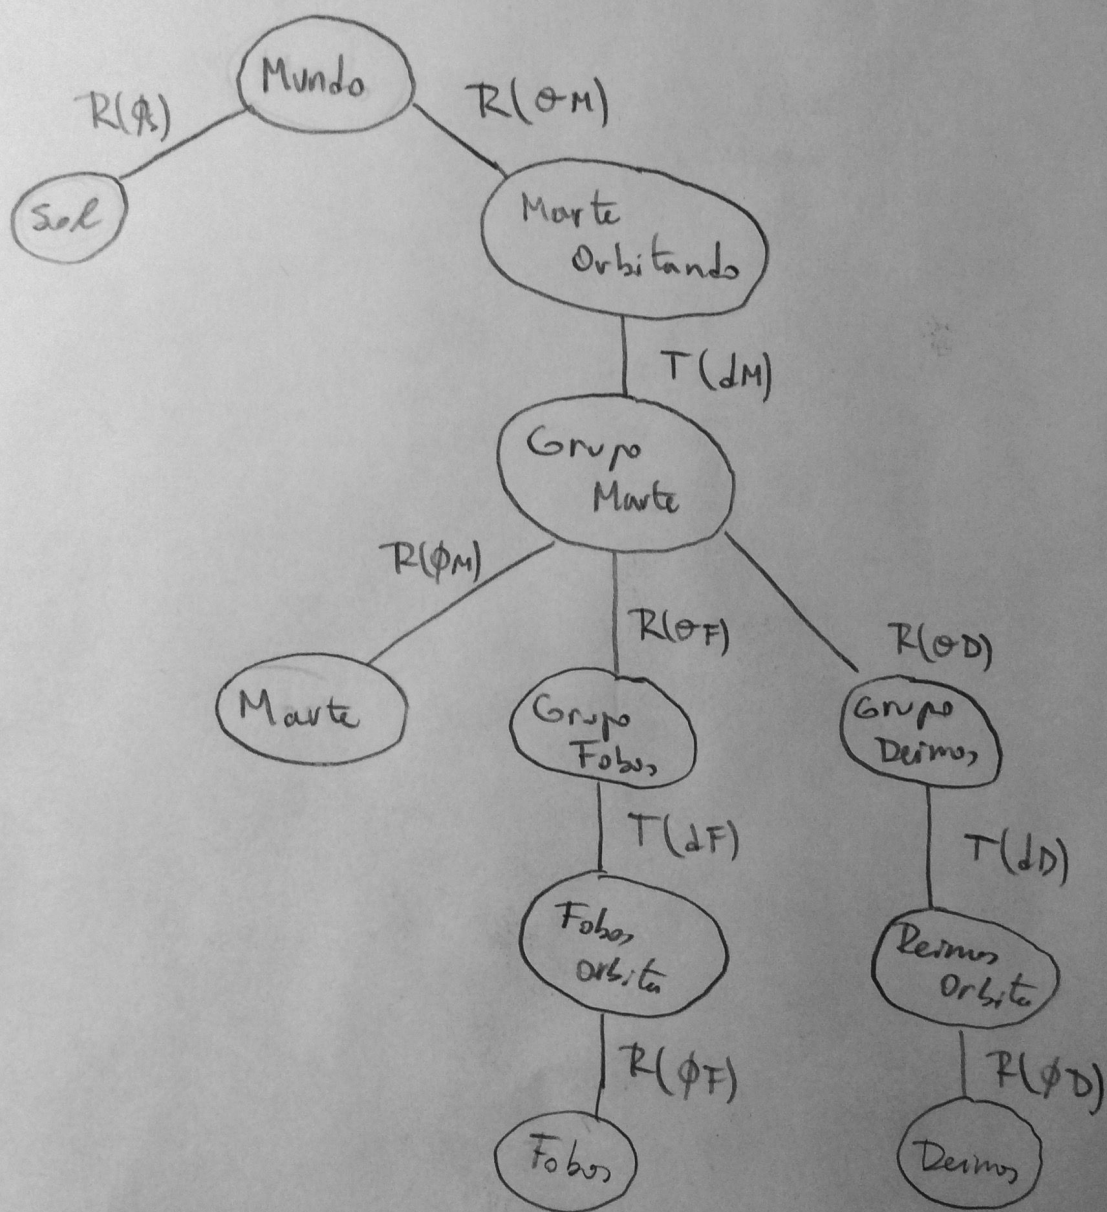 Mundo
R(θM)
Sol
Marte
Orbitando
T(dM)
Grupo
Marte
R(ϕM)
R(θF)
R(θD)
Marte
Grupo
Fobos
Grupo
Deimos
T(dF)
T(dD)
Fobos
orbita
Deimos
Orbita
R(ϕF)
R(ϕD)
Fobos
Deimos